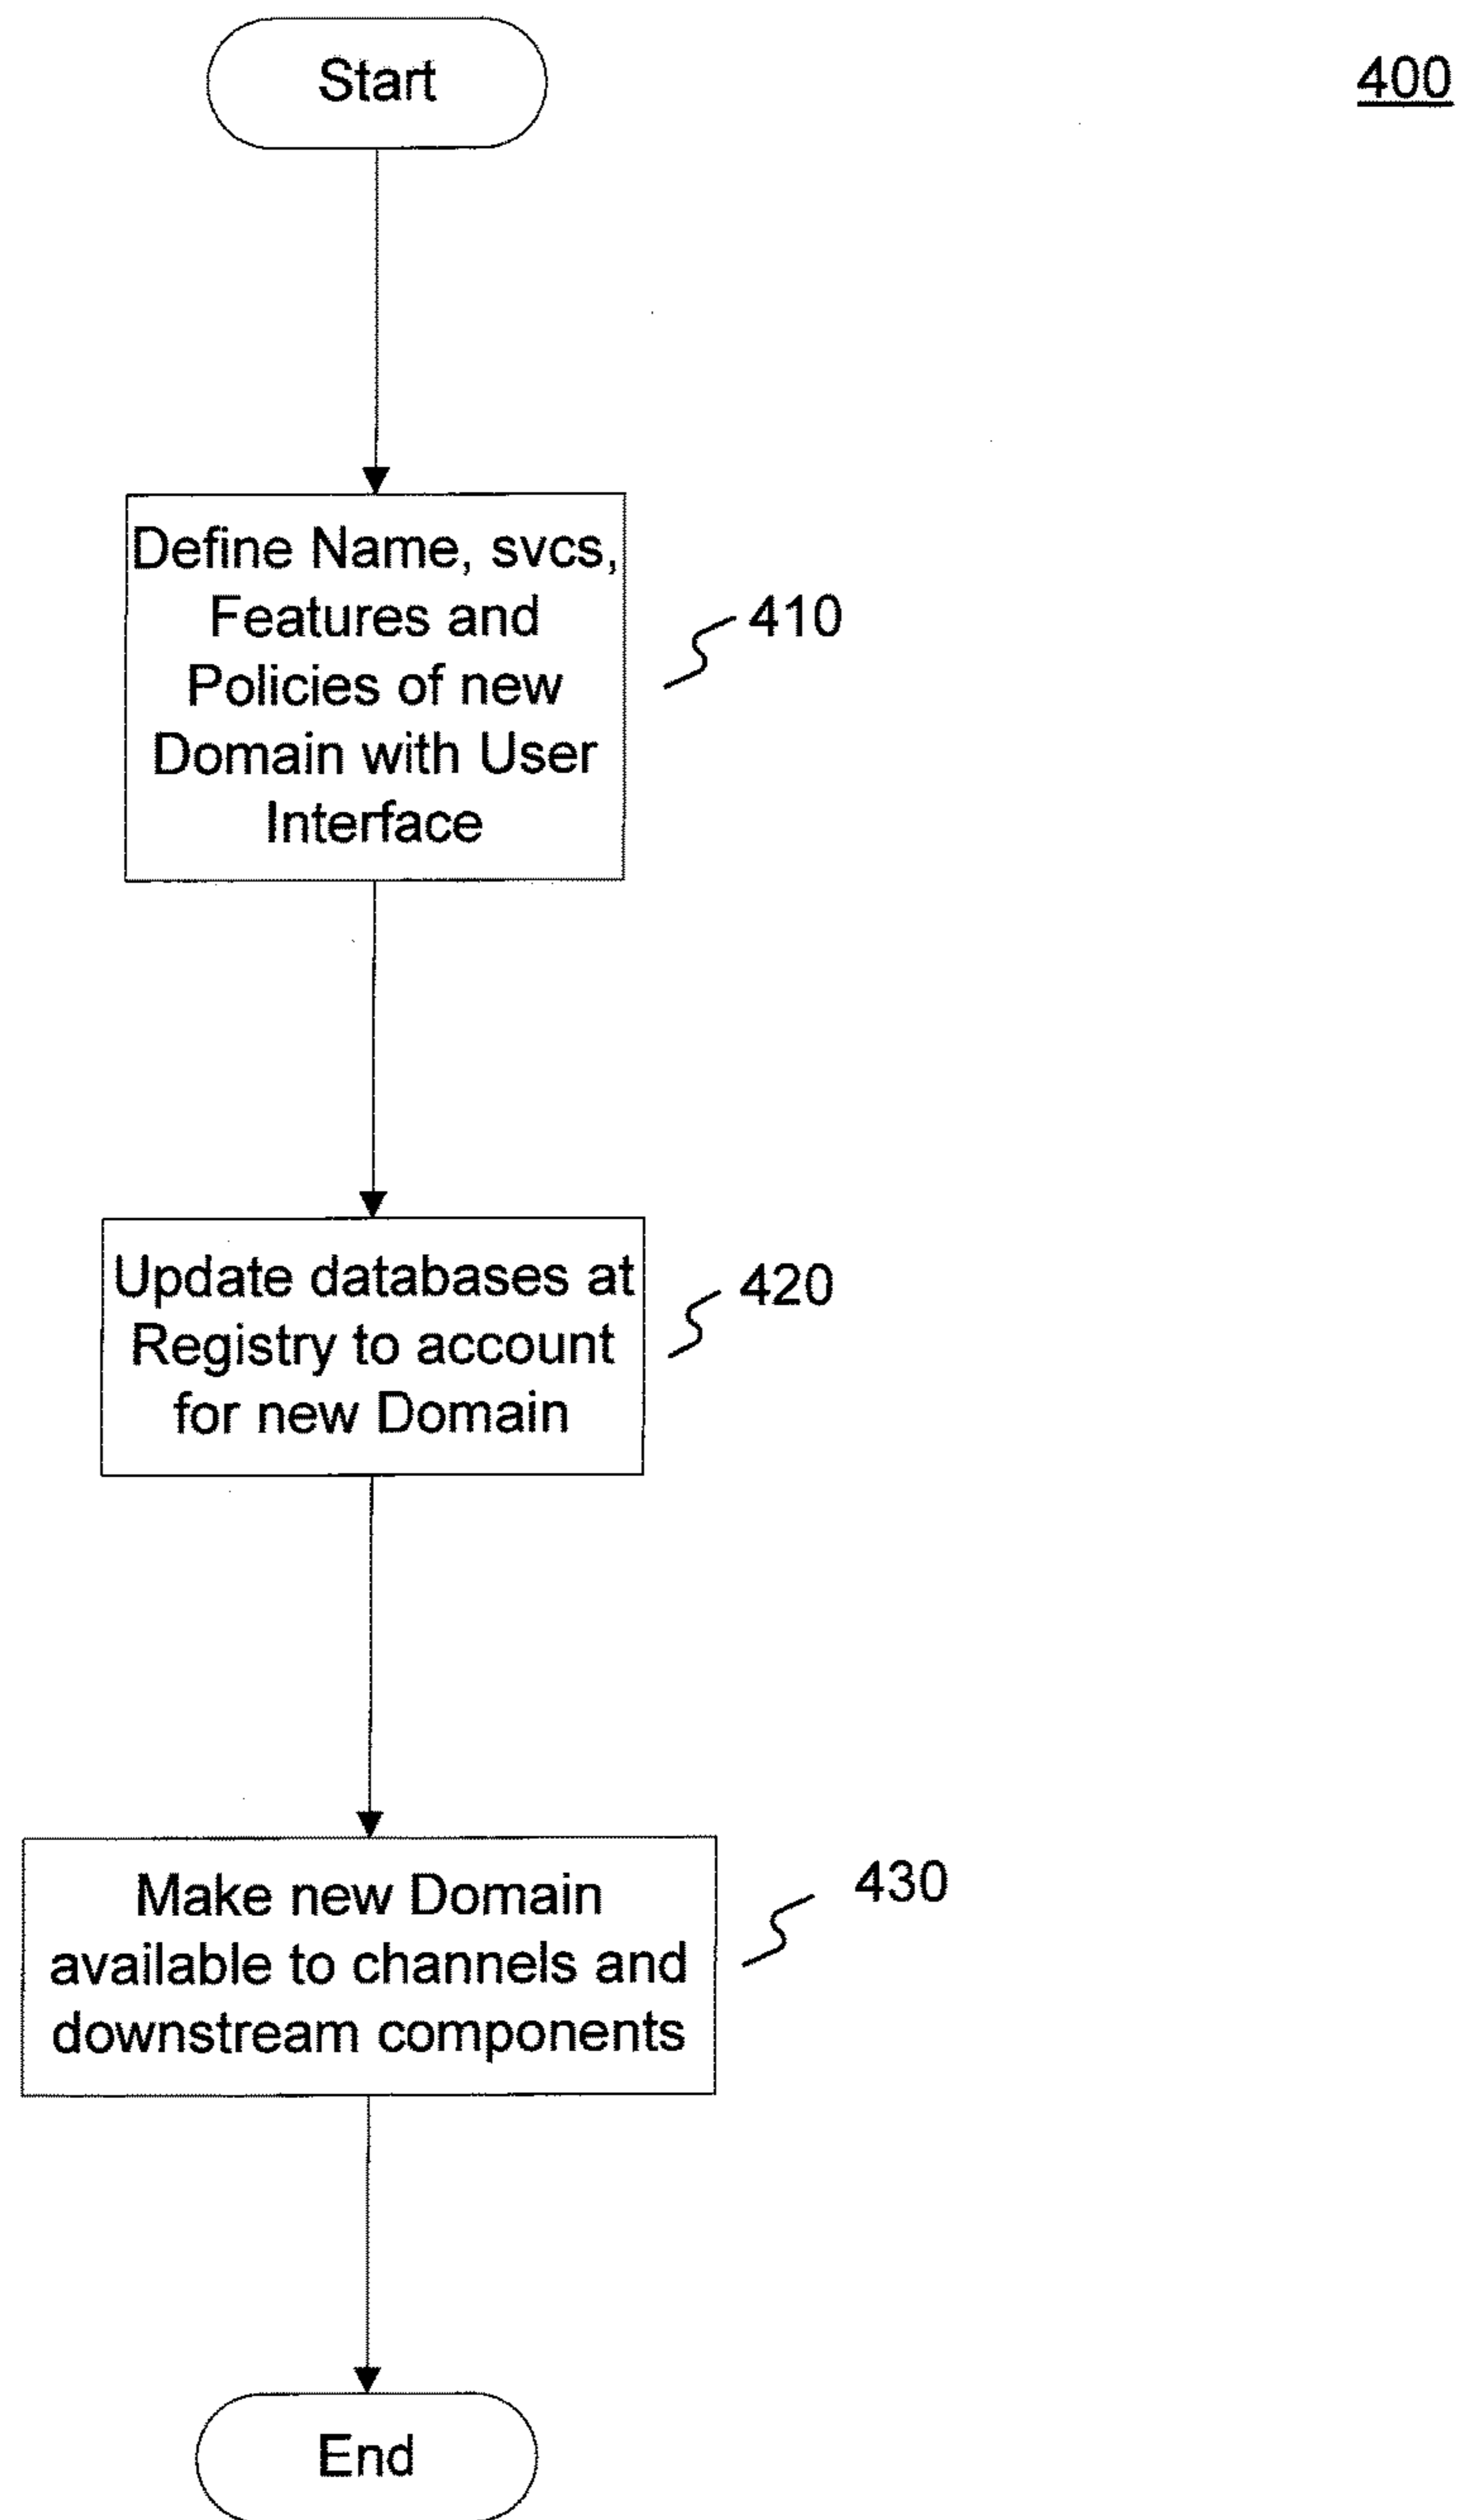 Start
400
Define Name, svcs,
Features and
Policies of new
Domain with User
Interface
410
Update databases at
Registry to account
for new Domain
420
Make new Domain
available to channels and
downstream components
430
End